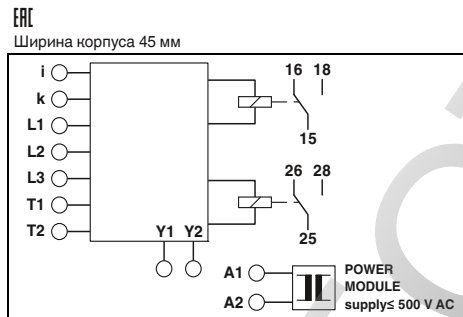 EAC
Ширина корпуса 45 мм
i
k
L1
L2
L3
T1
T2
Y1 Y2
16 18
15
26 28
25
A1
A2
POWER
MODULE
supply≤ 500 V AC